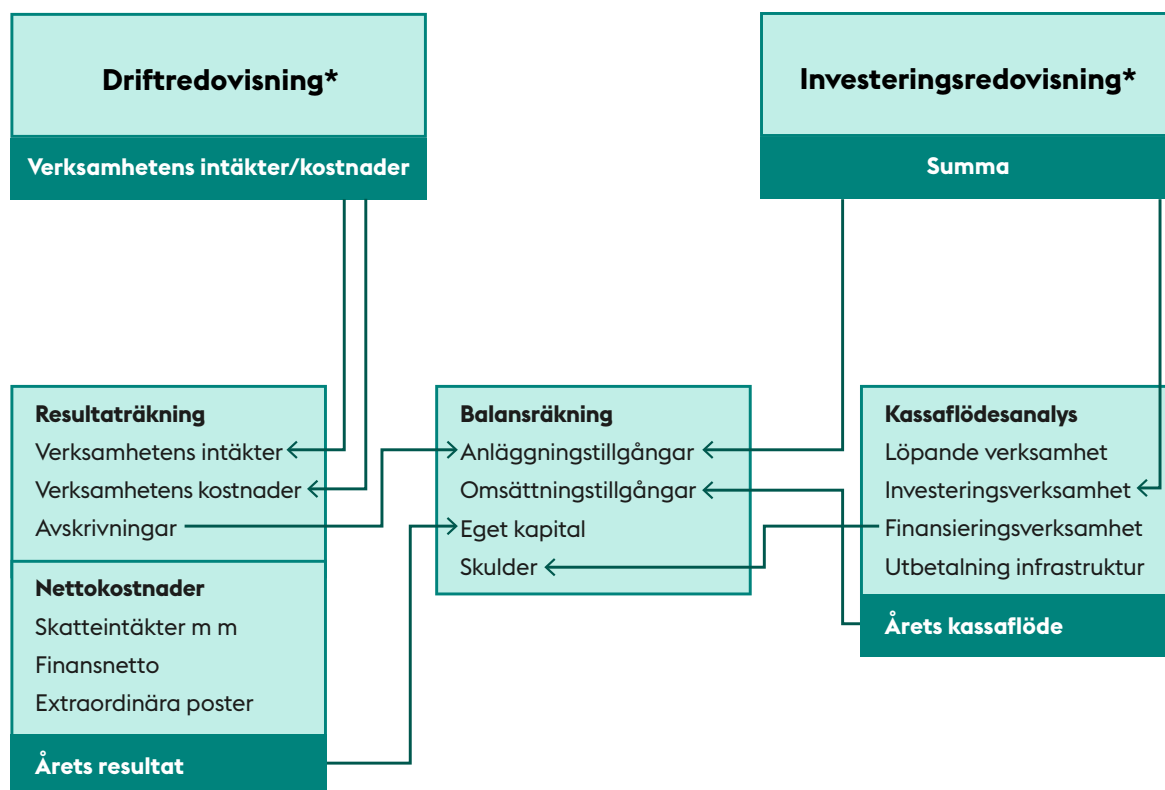 Driftredovisning*
Verksamhetens intäkter/kostnader
Investeringsredovisning*
Summa
Resultaträkning
Verksamhetens intäkter
Verksamhetens kostnader
Avskrivningar
Nettokostnader
Skatteintäkter m m
Finansnetto
Extraordinära poster
Årets resultat
Balansräkning
Anläggningstillgångar
Omsättningstillgångar
Eget kapital
Skulder
Kassaflödesanalys
Löpande verksamhet
Investeringsverksamhet
Finansieringsverksamhet
Utbetalning infrastruktur
Årets kassaflöde